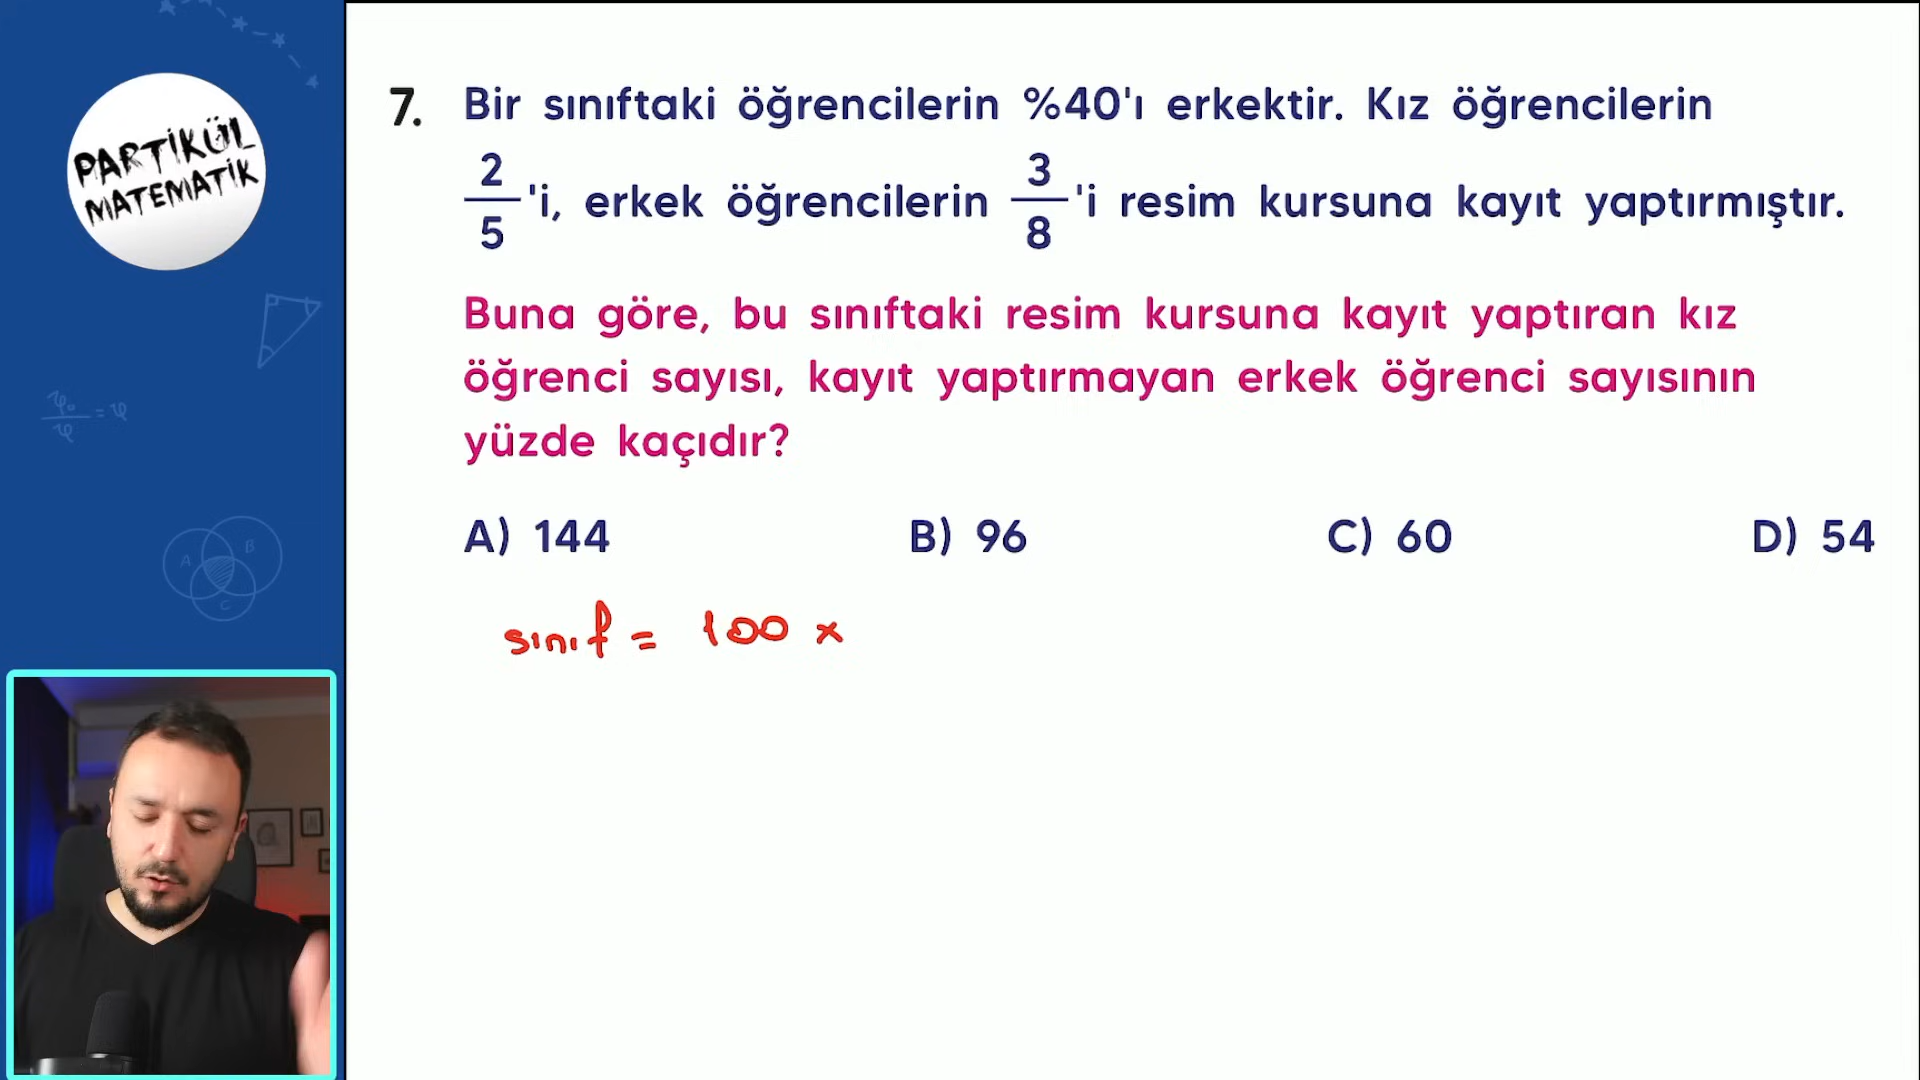 PARTİKÜL
MATEMATİK
7. Bir sınıftaki öğrencilerin %40'ı erkektir. Kız öğrencilerin
2/5 'i, erkek öğrencilerin 3/8 'i resim kursuna kayıt yaptırmıştır.
Buna göre, bu sınıftaki resim kursuna kayıt yaptıran kız
öğrenci sayısı, kayıt yaptırmayan erkek öğrenci sayısının
yüzde kaçıdır?
A) 144 B) 96 C) 60 D) 54
sınıf = 100 x
A B
C